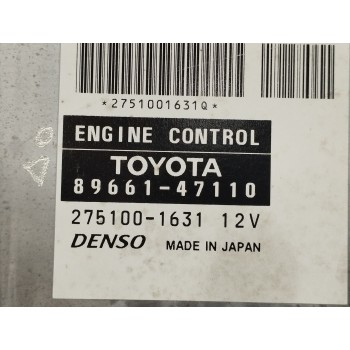 *2751001631Q*
ENGINE CONTROL
TOYOTA
89661-47110
275100-1631 12V
DENSO MADE IN JAPAN